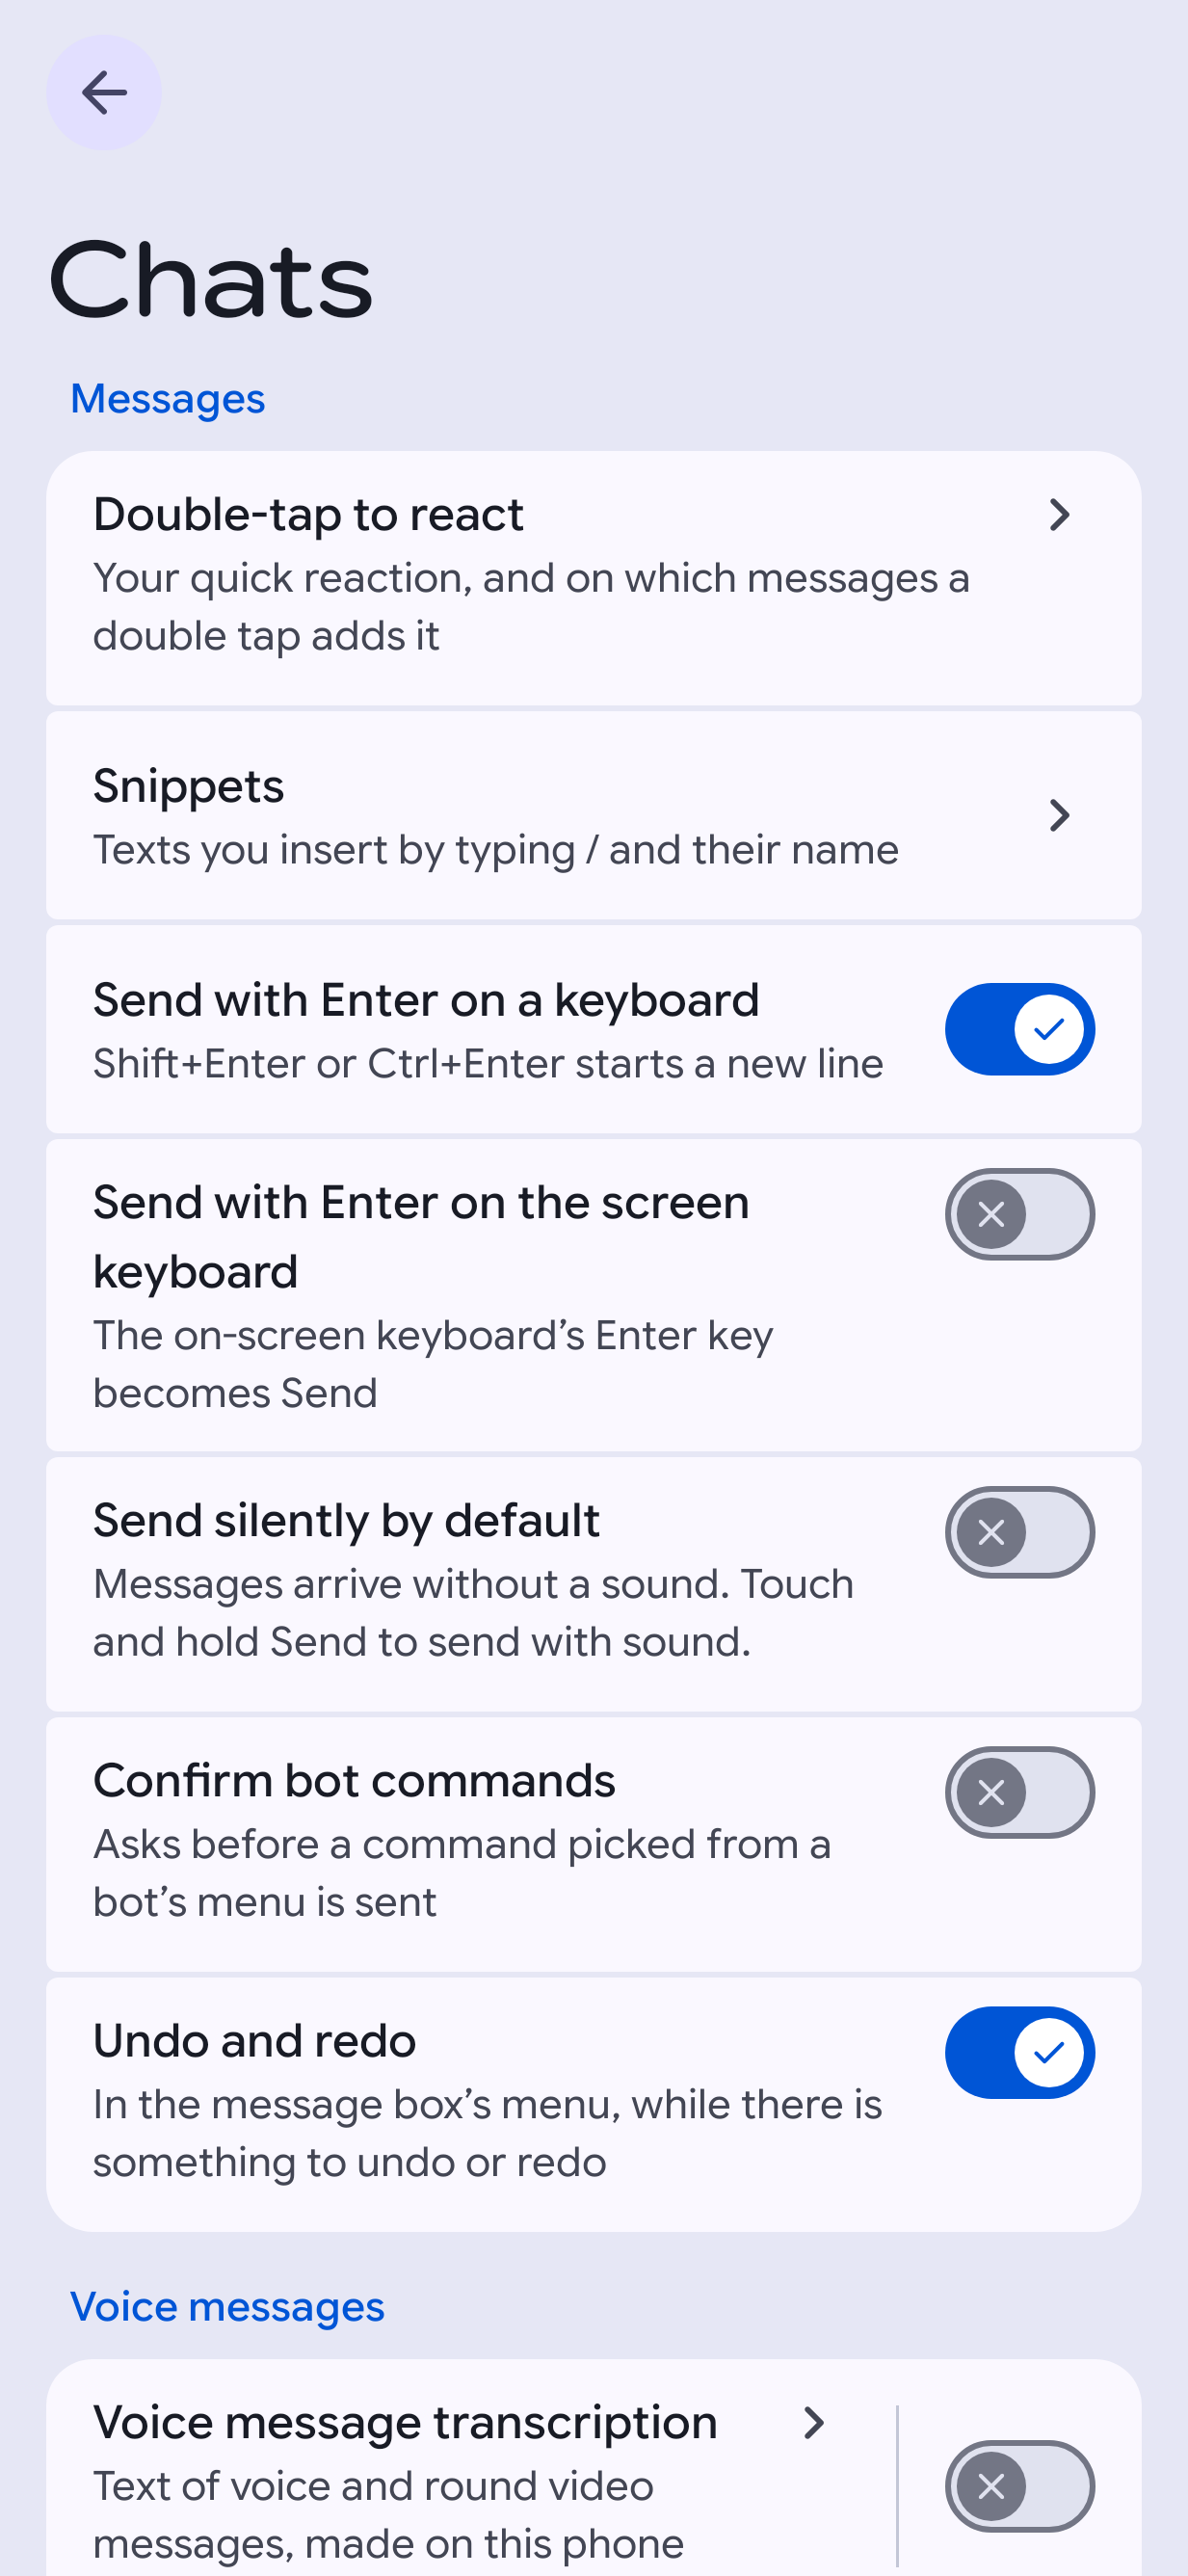 Chats
Messages
Double-tap to react
Your quick reaction, and on which messages a
double tap adds it
Snippets
Texts you insert by typing / and their name
Send with Enter on a keyboard
Shift+Enter or Ctrl+Enter starts a new line
Send with Enter on the screen
keyboard
The on-screen keyboard’s Enter key
becomes Send
Send silently by default
Messages arrive without a sound. Touch
and hold Send to send with sound.
Confirm bot commands
Asks before a command picked from a
bot’s menu is sent
Undo and redo
In the message box’s menu, while there is
something to undo or redo
Voice messages
Voice message transcription
Text of voice and round video
messages, made on this phone